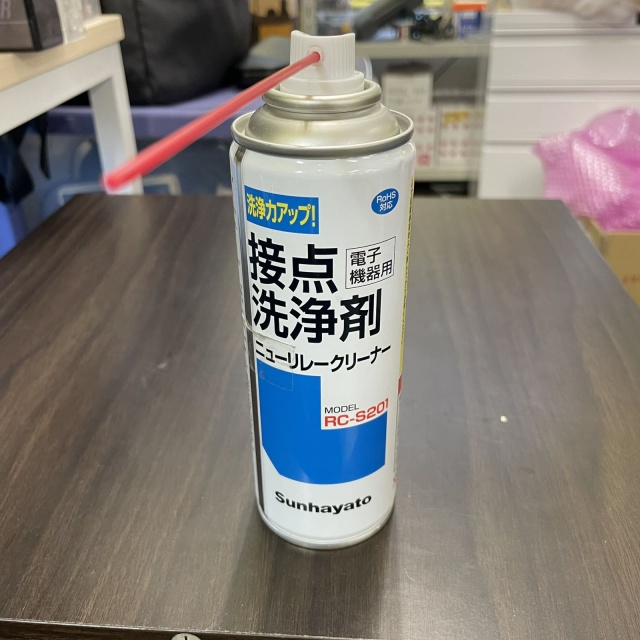 洗浄力アップ!
RoHS
対応
接点
電子
機器用
洗浄剤
ニューリレークリーナー
MODEL
RC-S201
Sunhayato